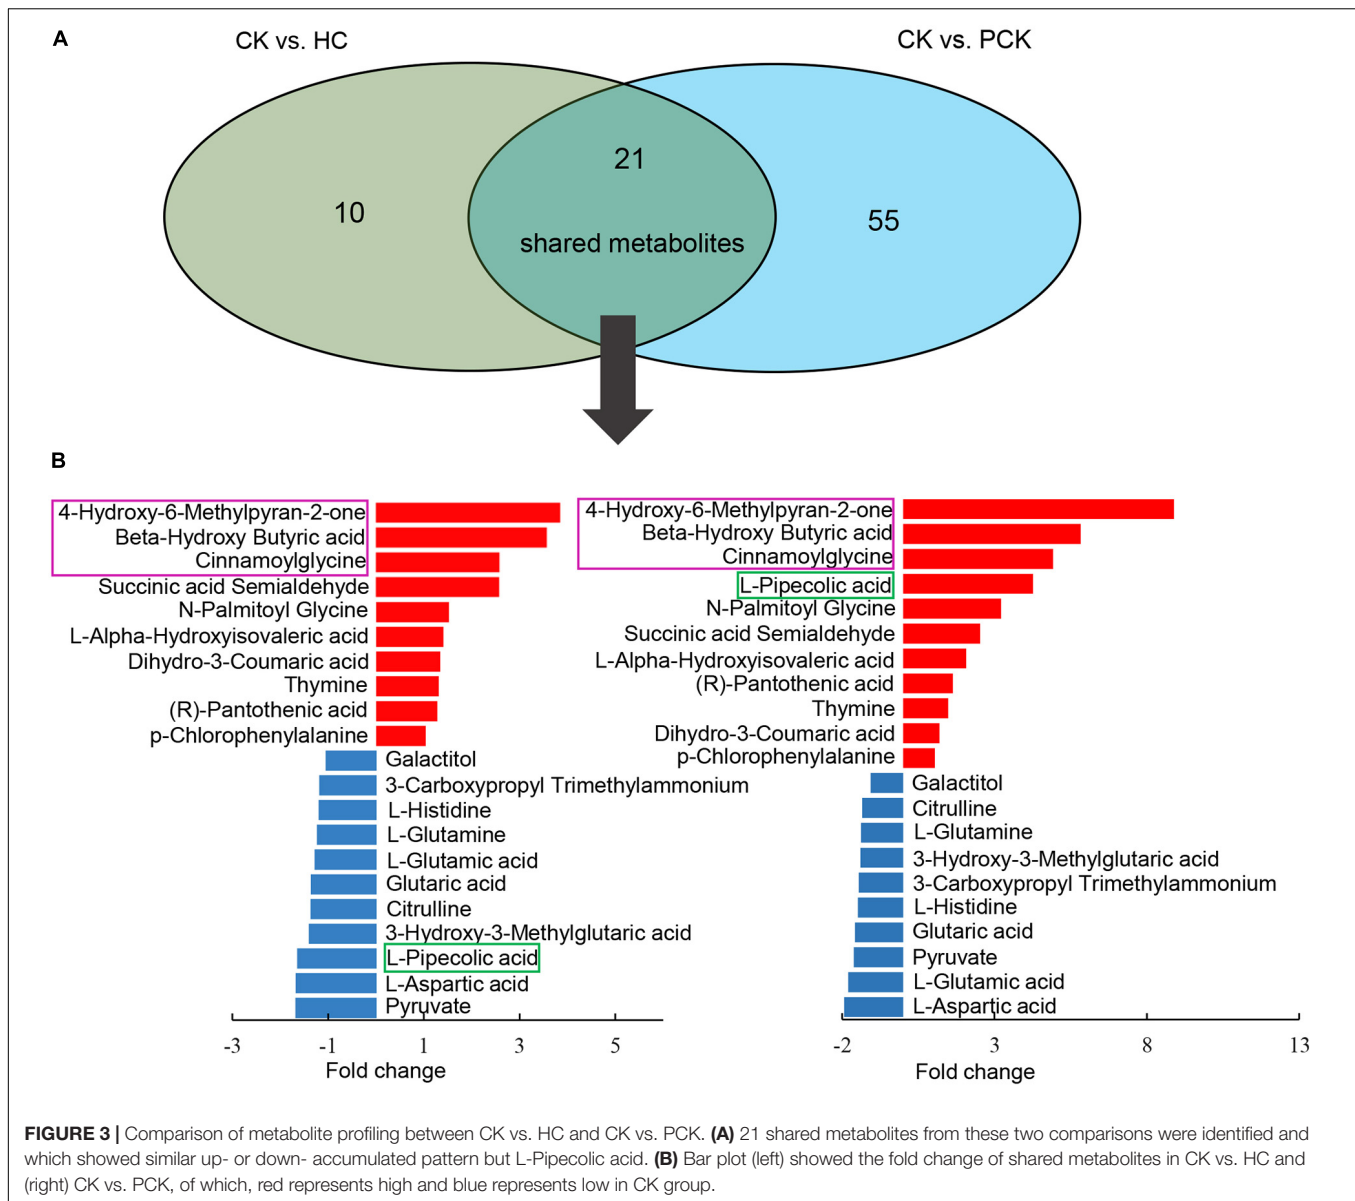 A
CK vs. HC
CK vs. PCK
10
21
shared metabolites
55
B
4-Hydroxy-6-Methylpyran-2-one
Beta-Hydroxy Butyric acid
Cinnamoylglycine
Succinic acid Semialdehyde
N-Palmitoyl Glycine
L-Alpha-Hydroxyisovaleric acid
Dihydro-3-Coumaric acid
Thymine
(R)-Pantothenic acid
p-Chlorophenylalanine
Galactitol
3-Carboxypropyl Trimethylammonium
L-Histidine
L-Glutamine
L-Glutamic acid
Glutaric acid
Citrulline
3-Hydroxy-3-Methylglutaric acid
L-Pipecolic acid
L-Aspartic acid
Pyruvate
-3 -1 1 3 5
Fold change
4-Hydroxy-6-Methylpyran-2-one
Beta-Hydroxy Butyric acid
Cinnamoylglycine
L-Pipecolic acid
N-Palmitoyl Glycine
Succinic acid Semialdehyde
L-Alpha-Hydroxyisovaleric acid
(R)-Pantothenic acid
Thymine
Dihydro-3-Coumaric acid
p-Chlorophenylalanine
Galactitol
Citrulline
L-Glutamine
3-Hydroxy-3-Methylglutaric acid
3-Carboxypropyl Trimethylammonium
L-Histidine
Glutaric acid
Pyruvate
L-Glutamic acid
L-Aspartic acid
-2 3 8 13
Fold change
FIGURE 3 | Comparison of metabolite profiling between CK vs. HC and CK vs. PCK. (A) 21 shared metabolites from these two comparisons were identified and
which showed similar up- or down- accumulated pattern but L-Pipecolic acid. (B) Bar plot (left) showed the fold change of shared metabolites in CK vs. HC and
(right) CK vs. PCK, of which, red represents high and blue represents low in CK group.